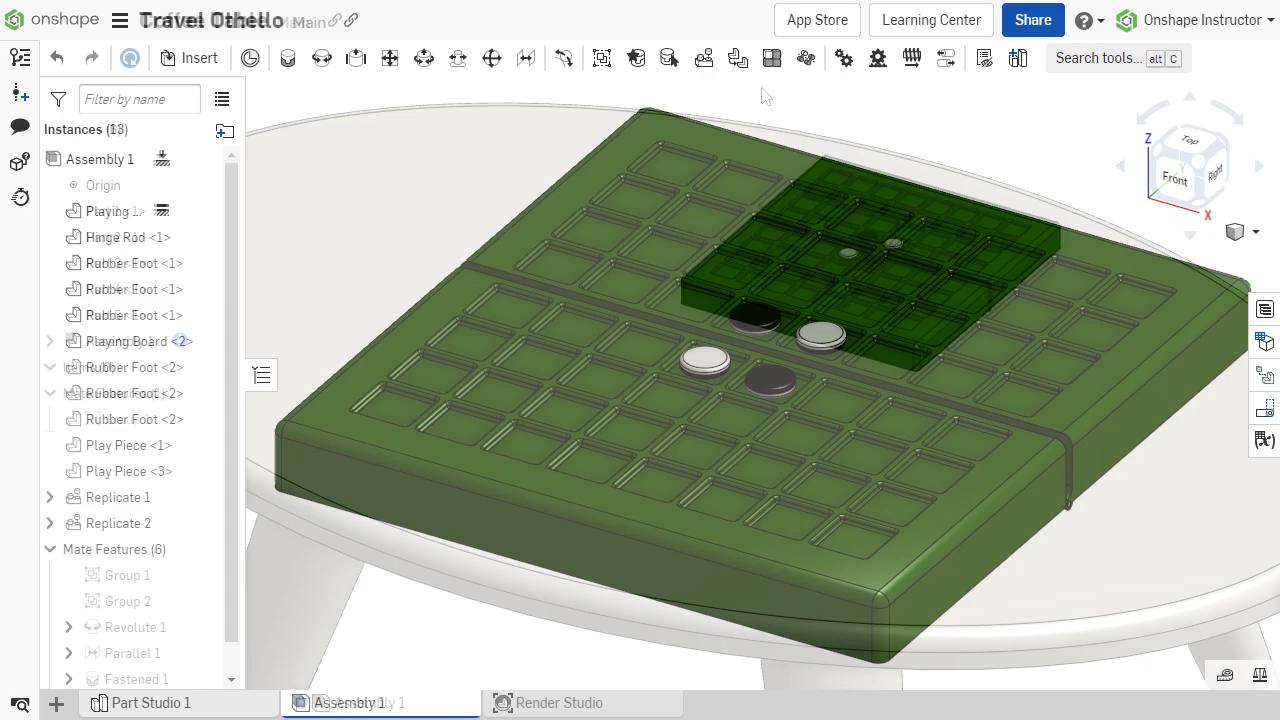 onshape
Travel Othello
Main
App Store
Learning Center
Share
Onshape Instructor
Insert
Search tools... alt C
Filter by name
Instances (13)
Assembly 1
Origin
Playing
Hinge Rod <1>
Rubber Foot <1>
Rubber Foot <1>
Rubber Foot <1>
Playing Board <2>
Rubber Foot <2>
Rubber Foot <2>
Rubber Foot <2>
Play Piece <1>
Play Piece <3>
Replicate 1
Replicate 2
Mate Features (6)
Group 1
Group 2
Revolute 1
Parallel 1
Fastened 1
Z
Top
Front
Right
Y
X
Part Studio 1
Assembly 1
Render Studio